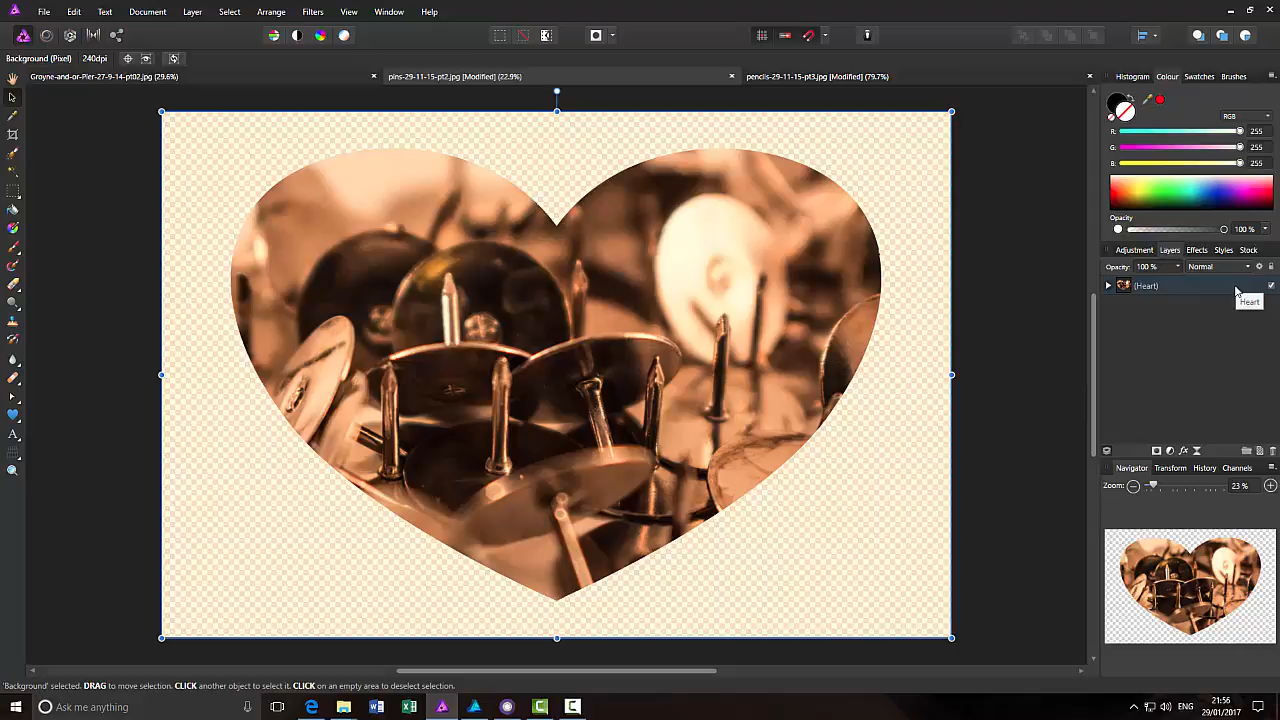 File Edit Text Document Layer Select Arrange Filters View Window Help
Background (Pixel) 240dpi
Groyne-and-or-Pier-27-9-14-pt02.jpg (29.6%) pins-29-11-15-pt2.jpg [Modified] (22.9%) pencils-29-11-15-pt3.jpg [Modified] (79.7%)
Histogram Colour Swatches Brushes
RGB
R: 255
G: 255
B: 255
Opacity
100 %
Adjustment Layers Effects Styles Stock
Opacity: 100 % Normal
(Heart)
Heart
Navigator Transform History Channels
Zoom: 23 %
'Background' selected. DRAG to move selection. CLICK another object to select it. CLICK on an empty area to deselect selection.
Ask me anything
ENG
21:56
29/01/2017